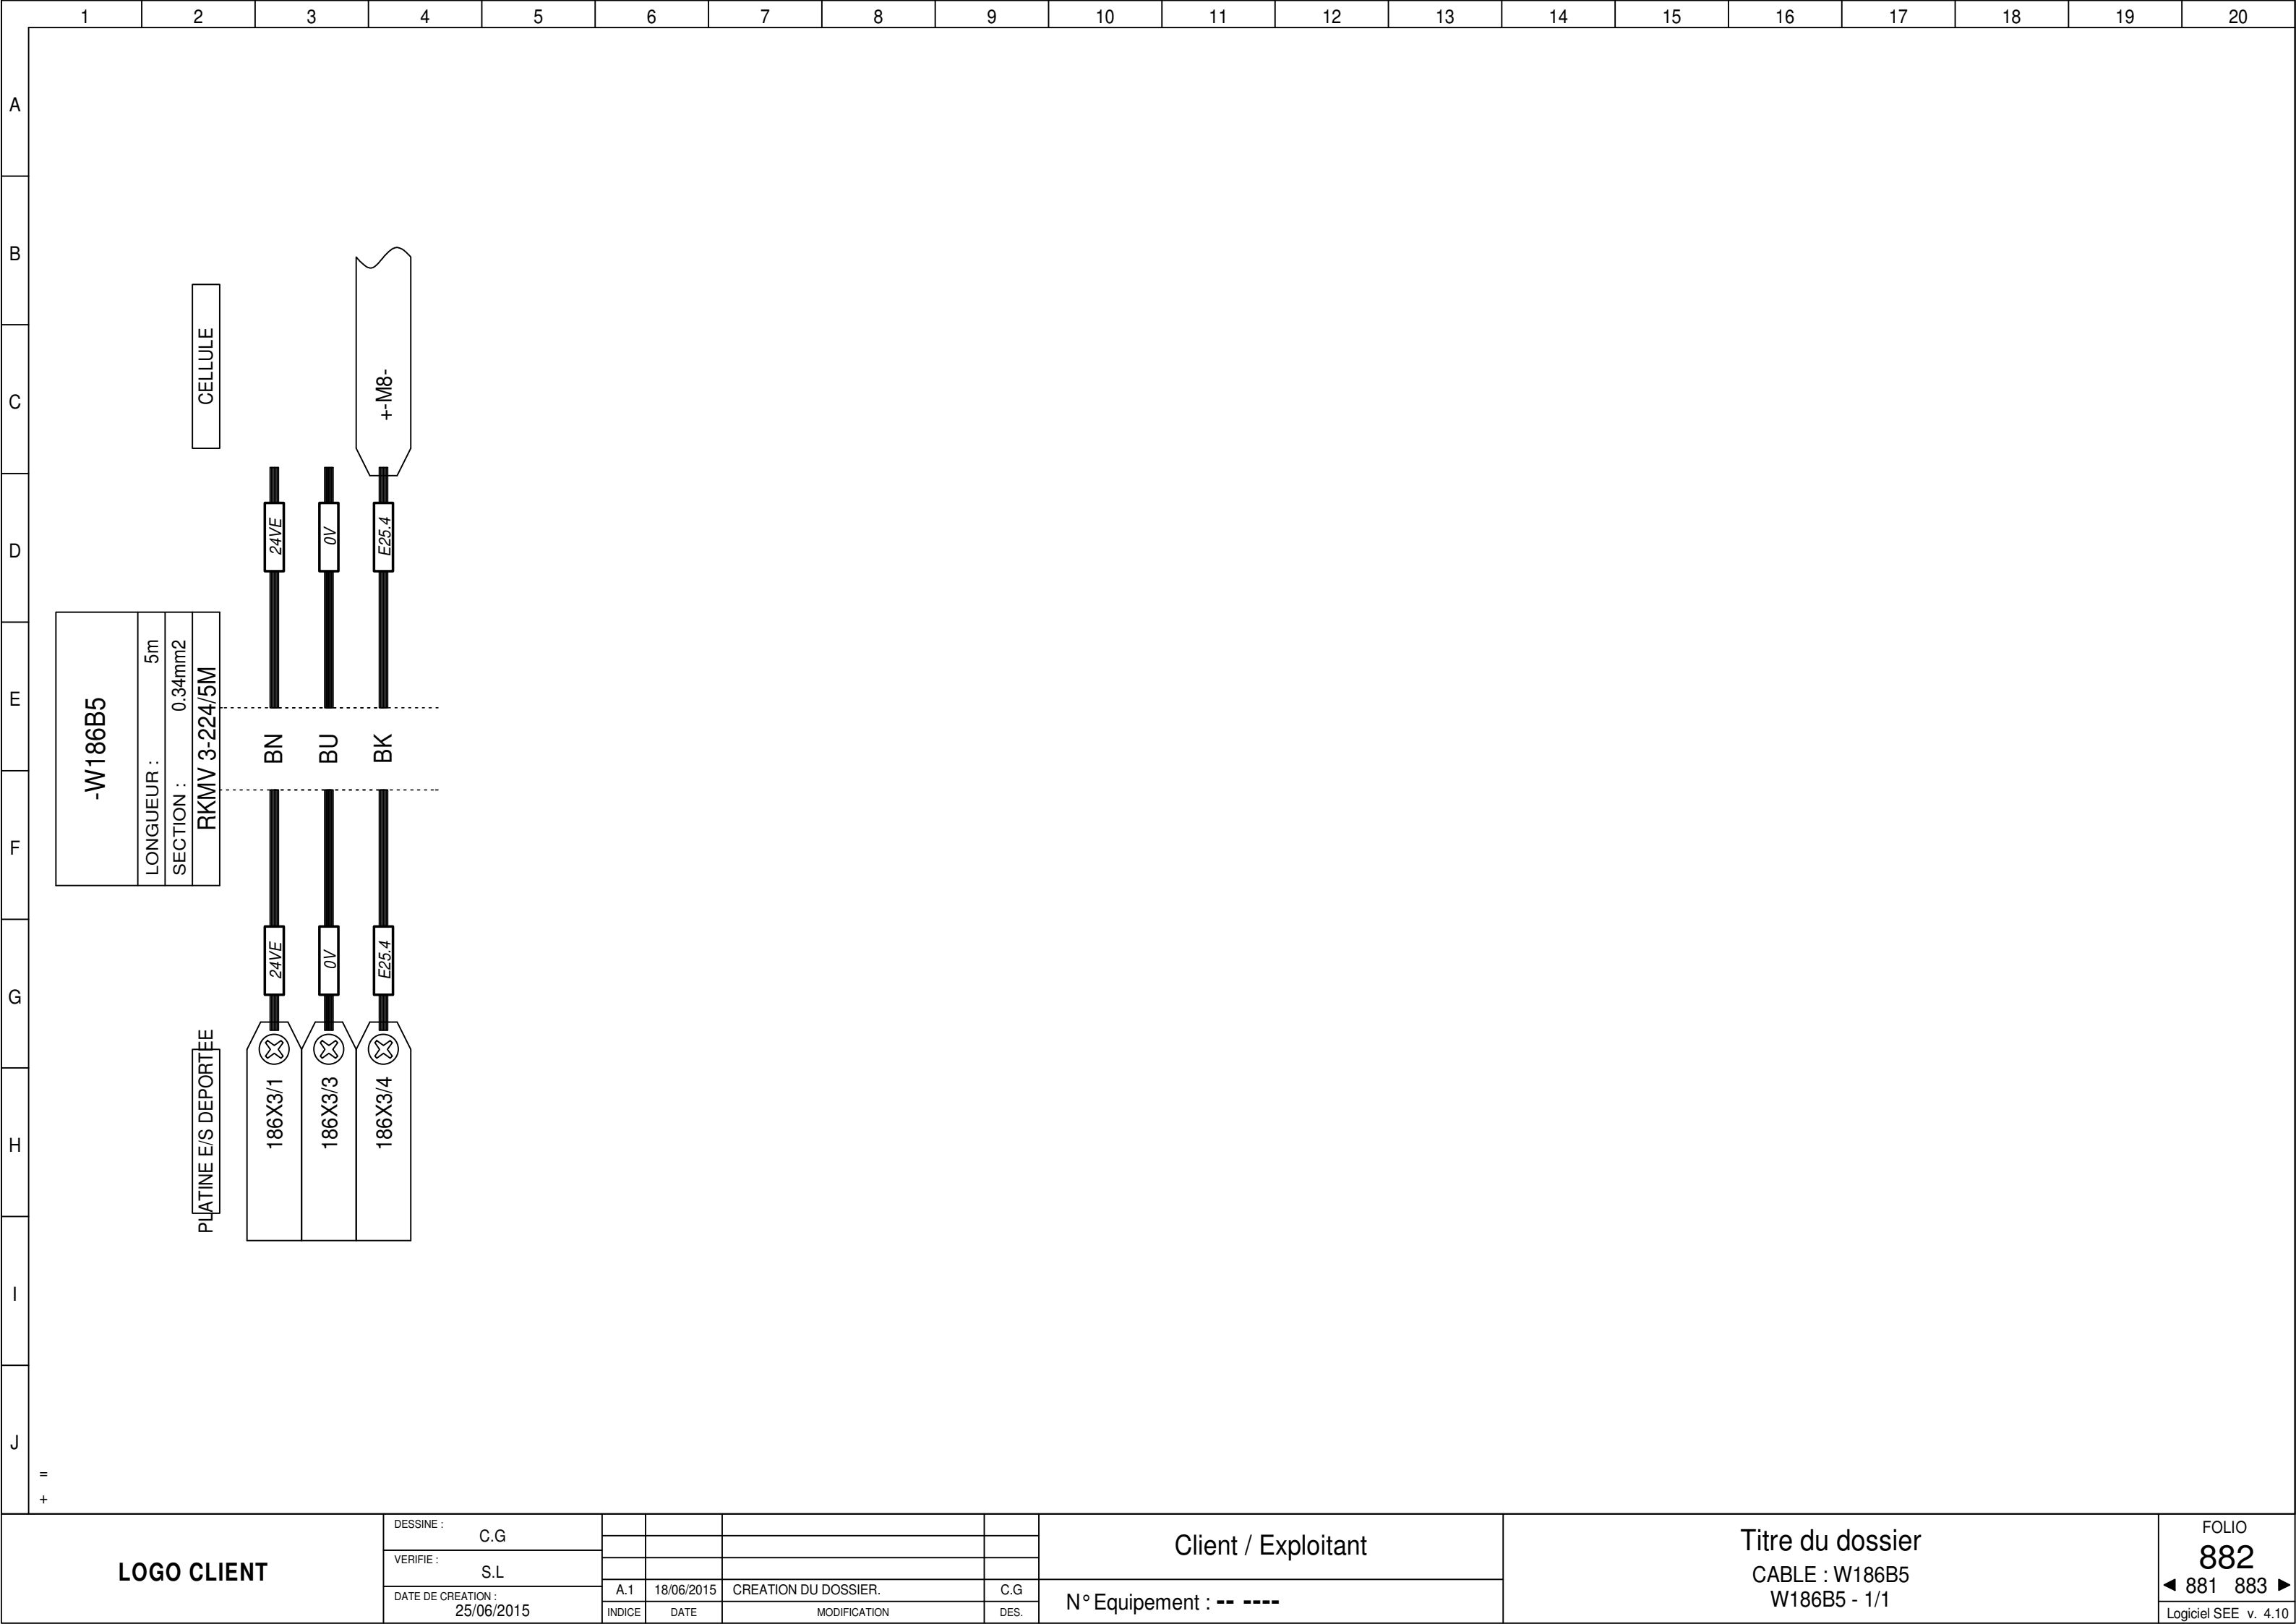 1 2 3 4 5 6 7 8 9 10 11 12 13 14 15 16 17 18 19 20
A
B
C
D
E
F
G
H
I
J
-W186B5
LONGUEUR : 5m
SECTION : 0.34mm2
RKMV 3-224/5M
CELLULE
+-M8-
24VE 0V E25.4
BN BU BK
24VE 0V E25.4
PLATINE E/S DEPORTEE
186X3/1 186X3/3 186X3/4
=
+
LOGO CLIENT
DESSINE :
C.G
VERIFIE :
S.L
DATE DE CREATION :
25/06/2015
A.1 18/06/2015 CREATION DU DOSSIER. C.G
INDICE DATE MODIFICATION DES.
Client / Exploitant
N° Equipement : -- ----
Titre du dossier
CABLE : W186B5
W186B5 - 1/1
FOLIO
882
◄ 881 883 ►
Logiciel SEE v. 4.10